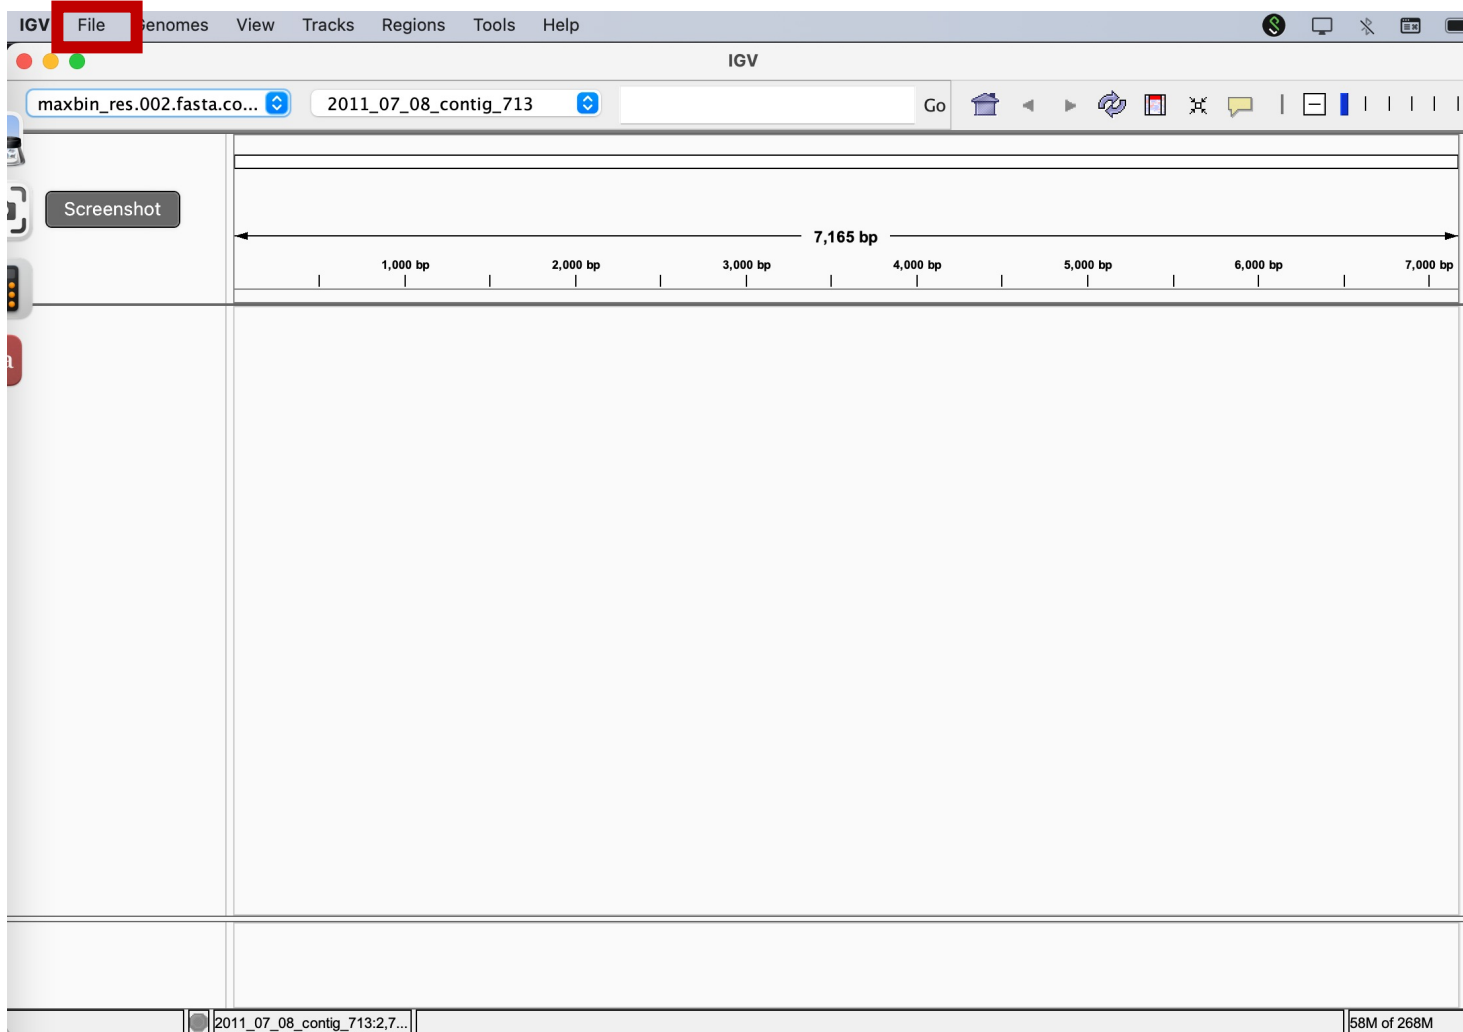 IGV File Genomes View Tracks Regions Tools Help
IGV
maxbin_res.002.fasta.co... 2011_07_08_contig_713 Go
Screenshot
7,165 bp
1,000 bp 2,000 bp 3,000 bp 4,000 bp 5,000 bp 6,000 bp 7,000 bp
2011_07_08_contig_713:2,7... 58M of 268M